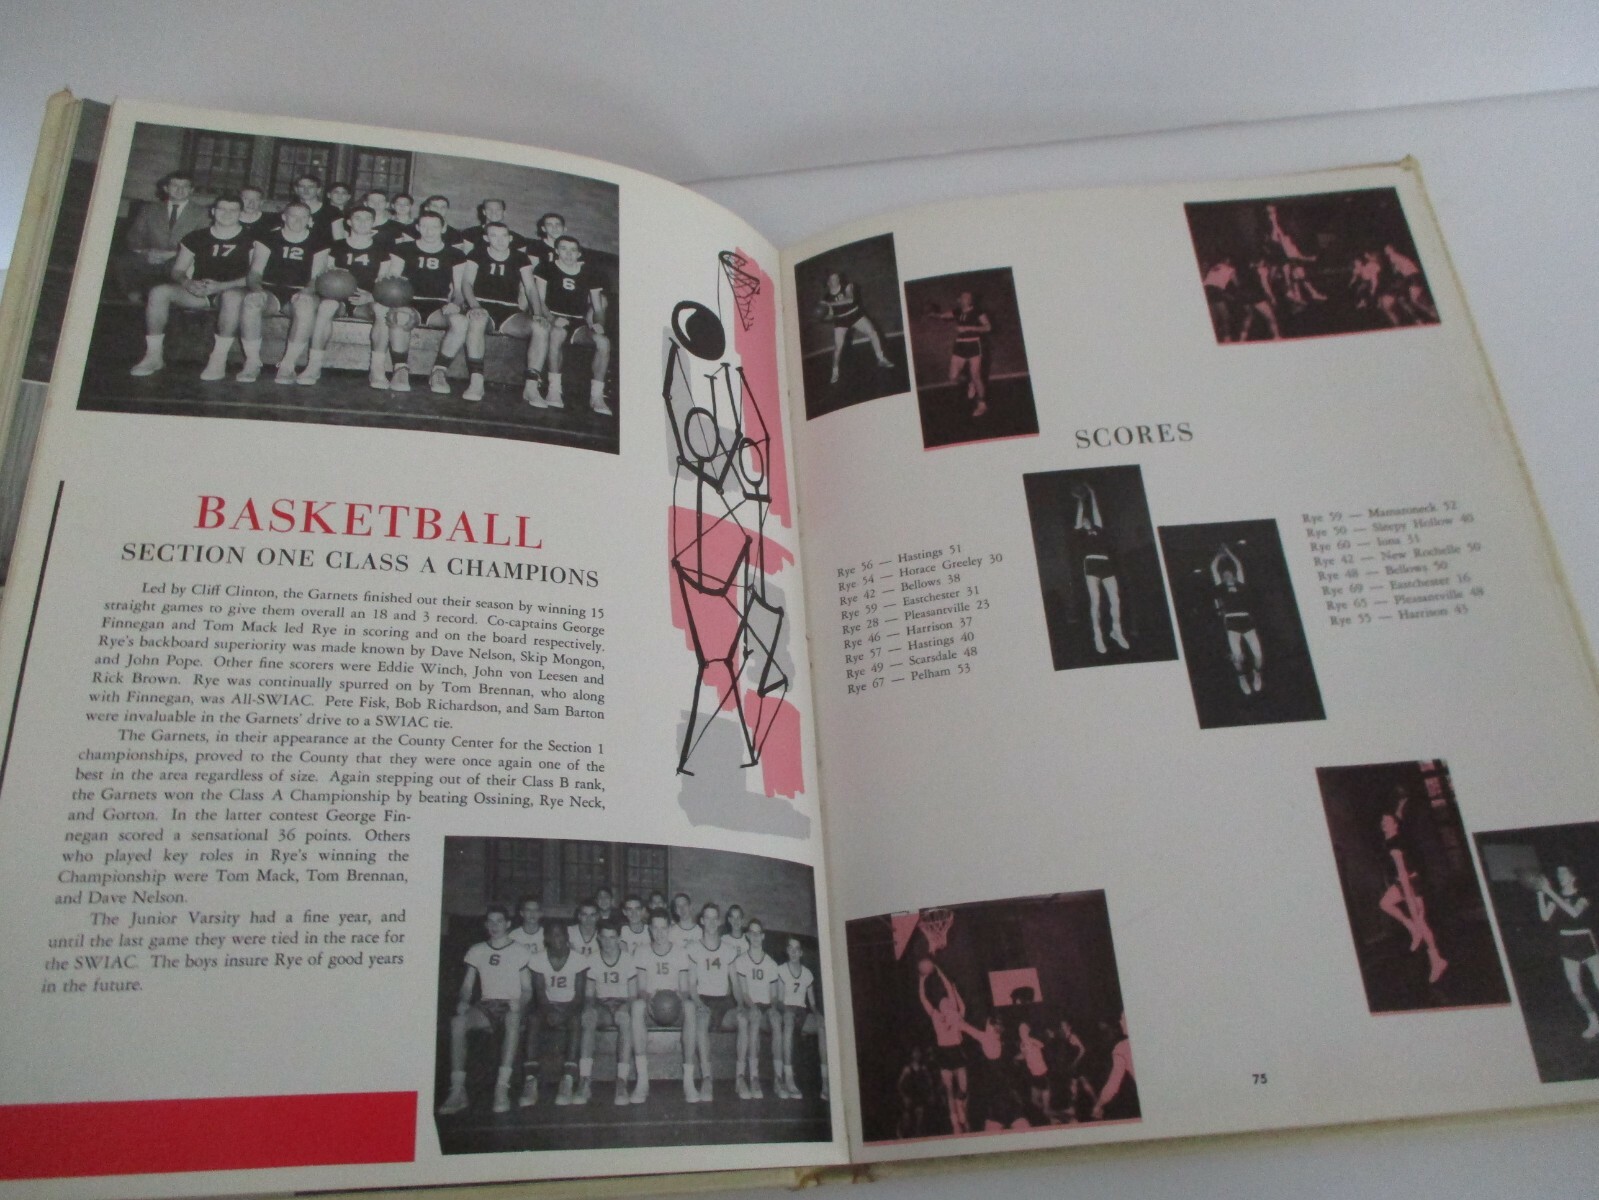 17
12
14
18
11
1
6
BASKETBALL
SECTION ONE CLASS A CHAMPIONS
Led by Cliff Clinton, the Garnets finished out their season by winning 15
straight games to give them overall an 18 and 3 record. Co-captains George
Finnegan and Tom Mack led Rye in scoring and on the board respectively.
Rye's backboard superiority was made known by Dave Nelson, Skip Mongon,
and John Pope. Other fine scorers were Eddie Winch, John von Leesen and
Rick Brown. Rye was continually spurred on by Tom Brennan, who along
with Finnegan, was All-SWIAC. Pete Fisk, Bob Richardson, and Sam Barton
were invaluable in the Garnets' drive to a SWIAC tie.
The Garnets, in their appearance at the County Center for the Section 1
championships, proved to the County that they were once again one of the
best in the area regardless of size. Again stepping out of their Class B rank,
the Garnets won the Class A Championship by beating Ossining, Rye Neck,
and Gorton. In the latter contest George Fin-
negan scored a sensational 36 points. Others
who played key roles in Rye's winning the
Championship were Tom Mack, Tom Brennan,
and Dave Nelson.
The Junior Varsity had a fine year, and
until the last game they were tied in the race for
the SWIAC. The boys insure Rye of good years
in the future.
6
12
13
15
14
10
7
SCORES
Rye 56 — Hastings 51
Rye 54 — Horace Greeley 30
Rye 42 — Bellows 38
Rye 59 — Eastchester 31
Rye 28 — Pleasantville 23
Rye 46 — Harrison 37
Rye 57 — Hastings 40
Rye 49 — Scarsdale 48
Rye 67 — Pelham 53
Rye 59 — Mamaroneck 52
Rye 50 — Sleepy Hollow 40
Rye 60 — Iona 31
Rye 42 — New Rochelle 50
Rye 48 — Bellows 50
Rye 69 — Eastchester 16
Rye 65 — Pleasantville 48
Rye 55 — Harrison 43
75